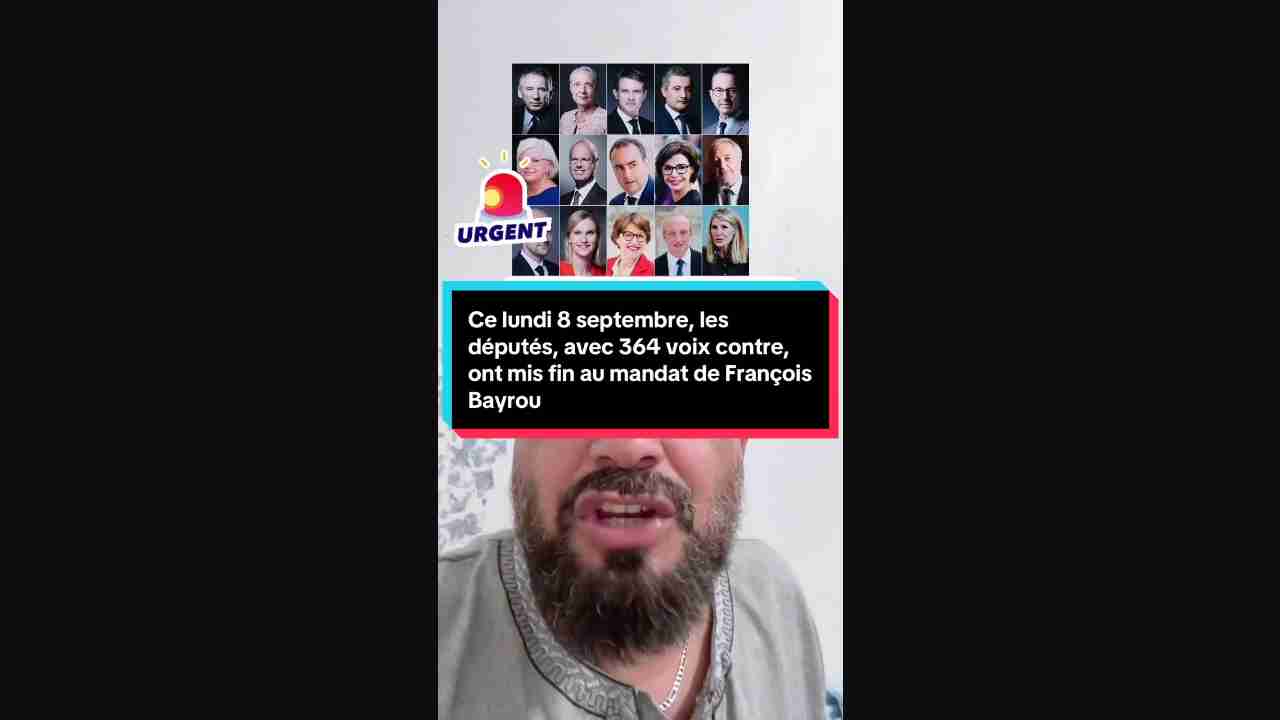 URGENT
Ce lundi 8 septembre, les
députés, avec 364 voix contre,
ont mis fin au mandat de François
Bayrou